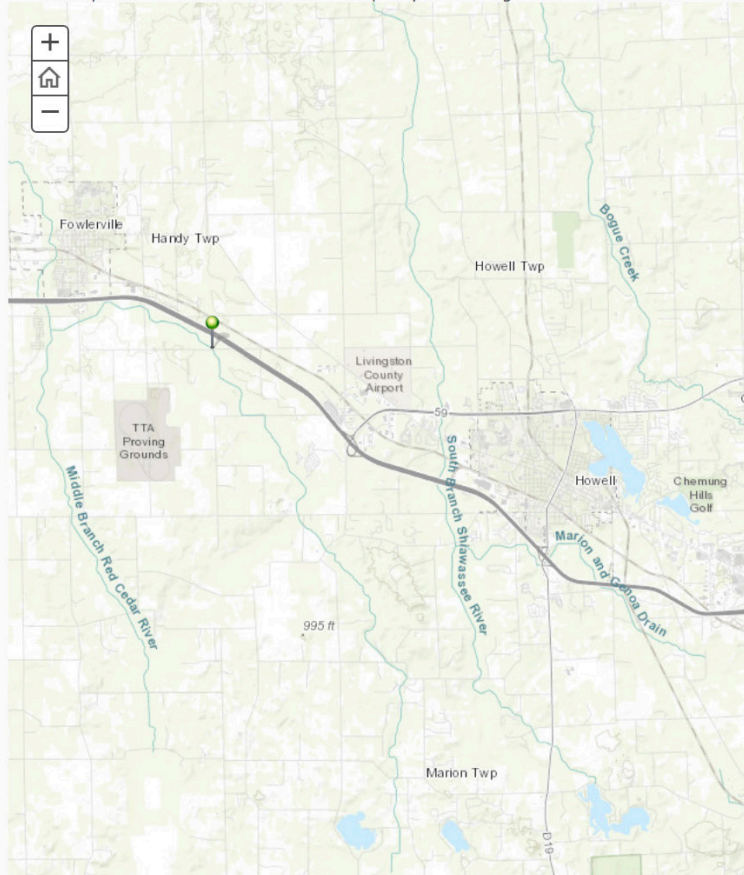 +
−
Fowlerville
Handy Twp
Howell Twp
Bogue Creek
Livingston
County
Airport
59
TTA
Proving
Grounds
South Branch Shiawassee River
Howell
Chemung
Hills
Golf
Middle Branch Red Cedar River
Marion and Genoa Drain
995 ft
Marion Twp
D19